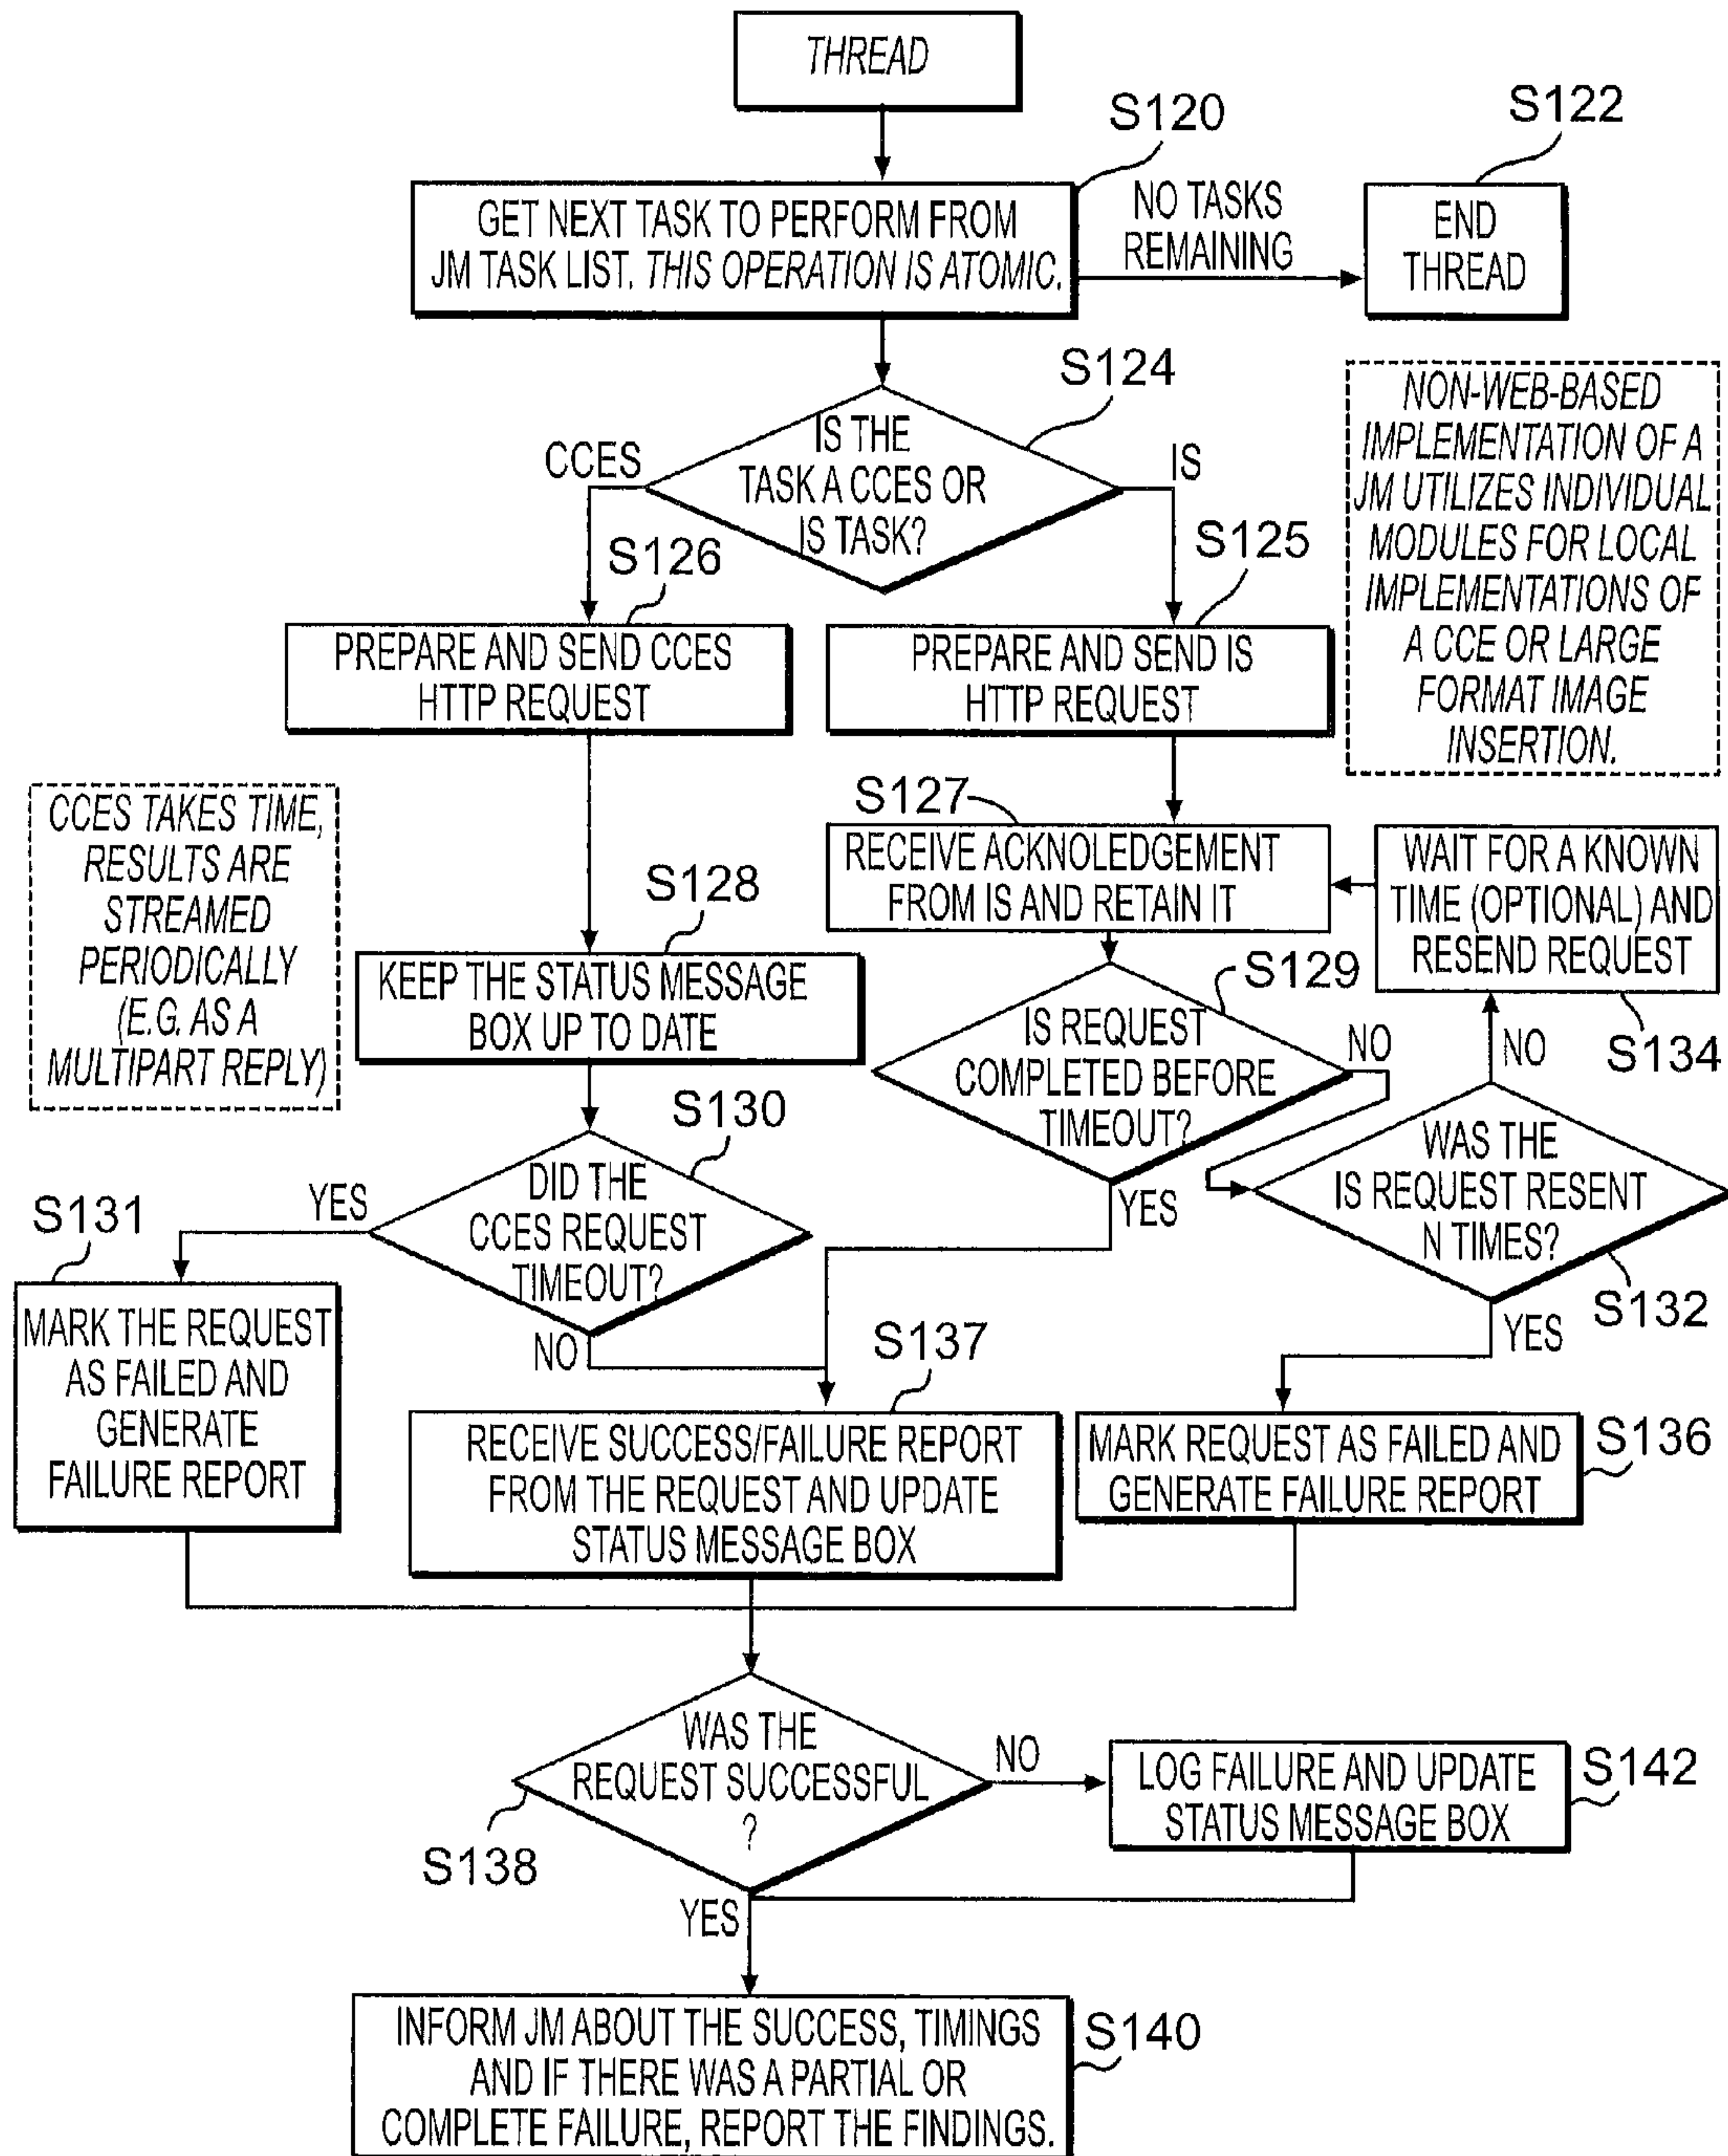 THREAD
S120
S122
GET NEXT TASK TO PERFORM FROM
JM TASK LIST. THIS OPERATION IS ATOMIC.
NO TASKS
REMAINING
END
THREAD
S124
IS THE
TASK A CCES OR
IS TASK?
CCES
IS
NON-WEB-BASED
IMPLEMENTATION OF A
JM UTILIZES INDIVIDUAL
MODULES FOR LOCAL
IMPLEMENTATIONS OF
A CCE OR LARGE
FORMAT IMAGE
INSERTION.
S126
S125
PREPARE AND SEND CCES
HTTP REQUEST
PREPARE AND SEND IS
HTTP REQUEST
CCES TAKES TIME,
RESULTS ARE
STREAMED
PERIODICALLY
(E.G. AS A
MULTIPART REPLY)
S127
RECEIVE ACKNOLEDGEMENT
FROM IS AND RETAIN IT
WAIT FOR A KNOWN
TIME (OPTIONAL) AND
RESEND REQUEST
S134
S128
KEEP THE STATUS MESSAGE
BOX UP TO DATE
S129
IS REQUEST
COMPLETED BEFORE
TIMEOUT?
NO
YES
NO
WAS THE
IS REQUEST RESENT
N TIMES?
S132
YES
S130
DID THE
CCES REQUEST
TIMEOUT?
YES
NO
S131
MARK THE REQUEST
AS FAILED AND
GENERATE
FAILURE REPORT
S137
RECEIVE SUCCESS/FAILURE REPORT
FROM THE REQUEST AND UPDATE
STATUS MESSAGE BOX
MARK REQUEST AS FAILED AND
GENERATE FAILURE REPORT
S136
WAS THE
REQUEST SUCCESSFUL
?
S138
NO
YES
LOG FAILURE AND UPDATE
STATUS MESSAGE BOX
S142
INFORM JM ABOUT THE SUCCESS, TIMINGS
AND IF THERE WAS A PARTIAL OR
COMPLETE FAILURE, REPORT THE FINDINGS.
S140